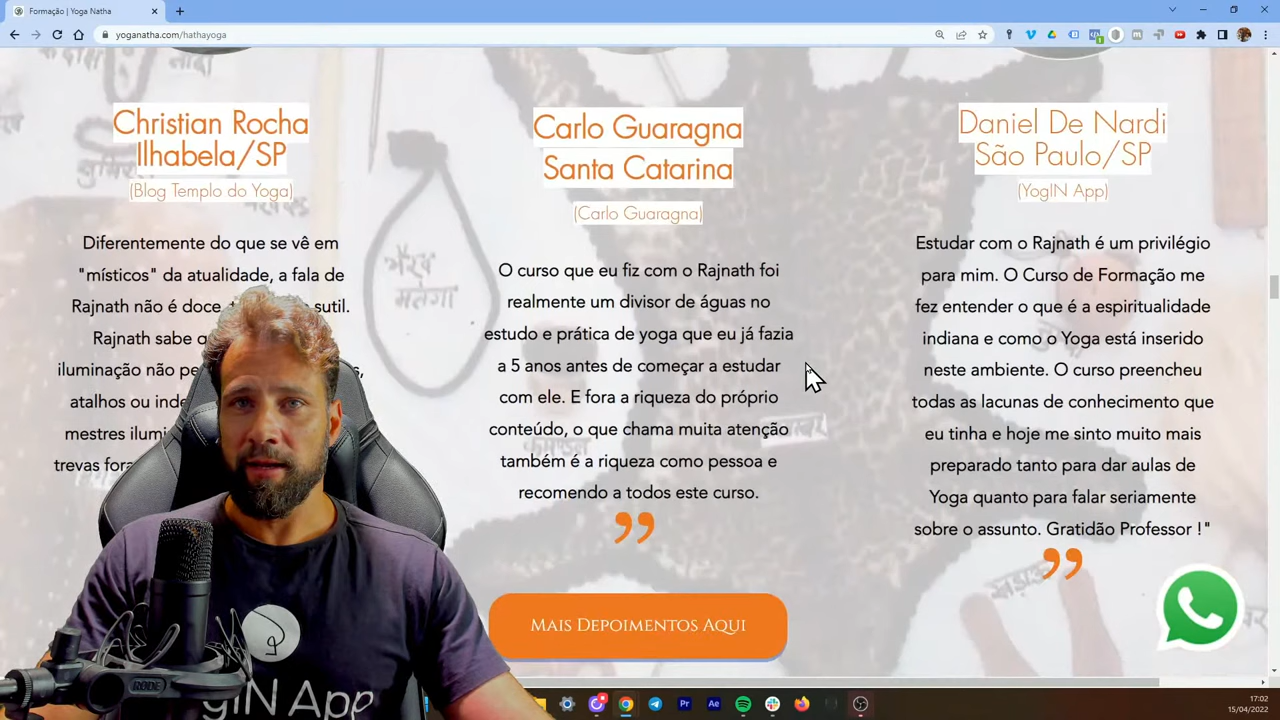 Formação | Yoga Natha
yoganatha.com/hathayoga
Christian Rocha
Ilhabela/SP
(Blog Templo do Yoga)
Diferentemente do que se vê em
"místicos" da atualidade, a fala de
Rajnath não é doce sutil.
Rajnath sabe
iluminação não
atalhos ou
mestres
trevas
Carlo Guaragna
Santa Catarina
(Carlo Guaragna)
O curso que eu fiz com o Rajnath foi
realmente um divisor de águas no
estudo e prática de yoga que eu já fazia
a 5 anos antes de começar a estudar
com ele. E fora a riqueza do próprio
conteúdo, o que chama muita atenção
também é a riqueza como pessoa e
recomendo a todos este curso.
”
Mais Depoimentos Aqui
Daniel De Nardi
São Paulo/SP
(YogIN App)
Estudar com o Rajnath é um privilégio
para mim. O Curso de Formação me
fez entender o que é a espiritualidade
indiana e como o Yoga está inserido
neste ambiente. O curso preencheu
todas as lacunas de conhecimento que
eu tinha e hoje me sinto muito mais
preparado tanto para dar aulas de
Yoga quanto para falar seriamente
sobre o assunto. Gratidão Professor !"
”
RODE
gIN App
Pr
Ae
17:02
15/04/2022